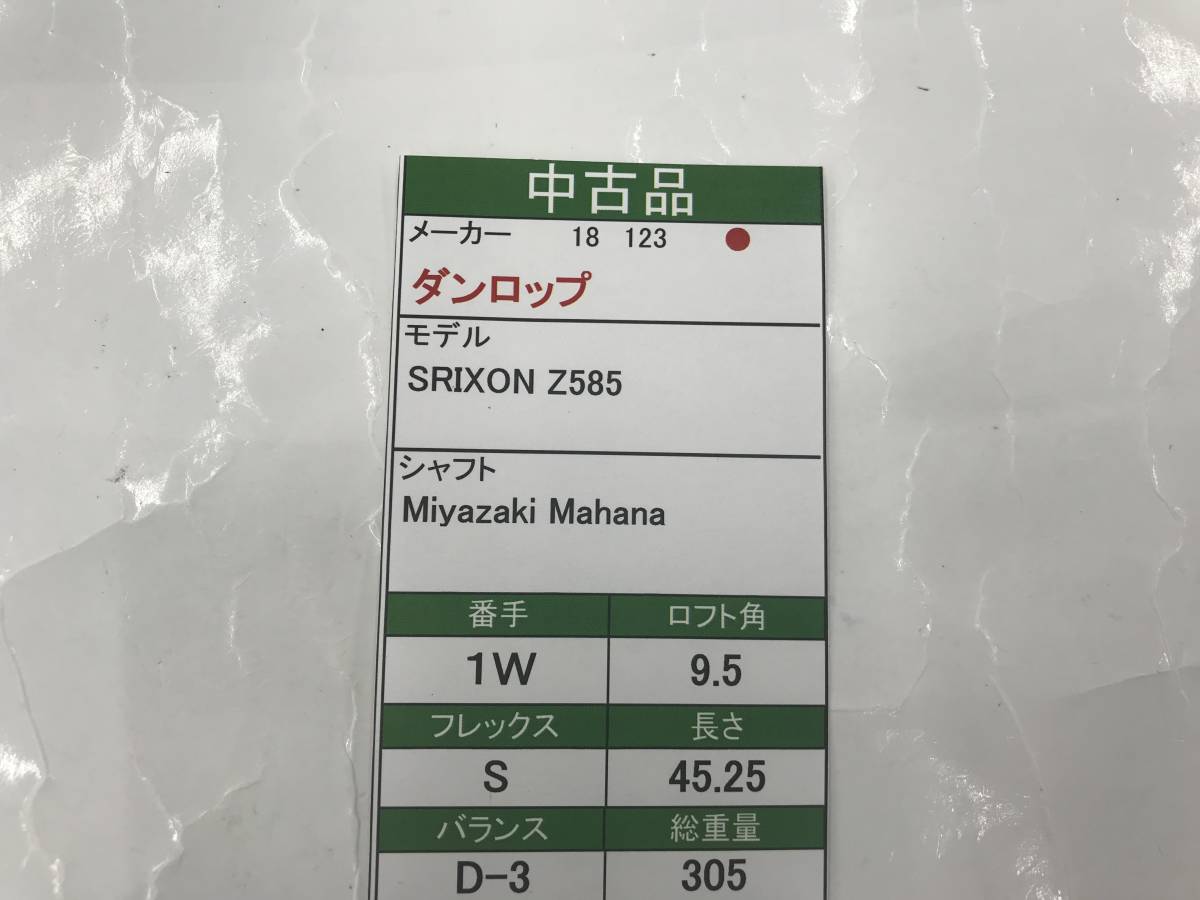 中古品
メーカー 18 123
ダンロップ
モデル
SRIXON Z585
シャフト
Miyazaki Mahana
番手 ロフト角
1W 9.5
フレックス 長さ
S 45.25
バランス 総重量
D-3 305